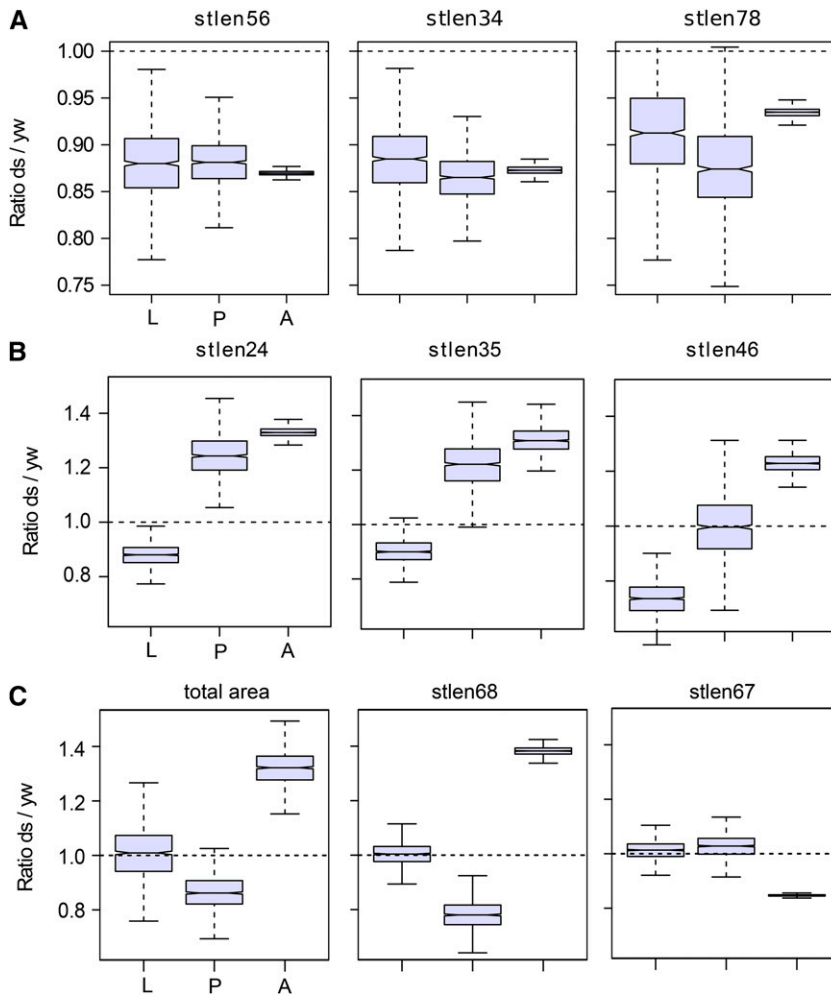 A
stlen56 stlen34 stlen78
Ratio ds / yw
1.00
0.95
0.90
0.85
0.80
0.75
L P A
B
stlen24 stlen35 stlen46
Ratio ds / yw
1.4
1.2
1.0
0.8
L P A
C
total area stlen68 stlen67
Ratio ds / yw
1.4
1.2
1.0
0.8
L P A